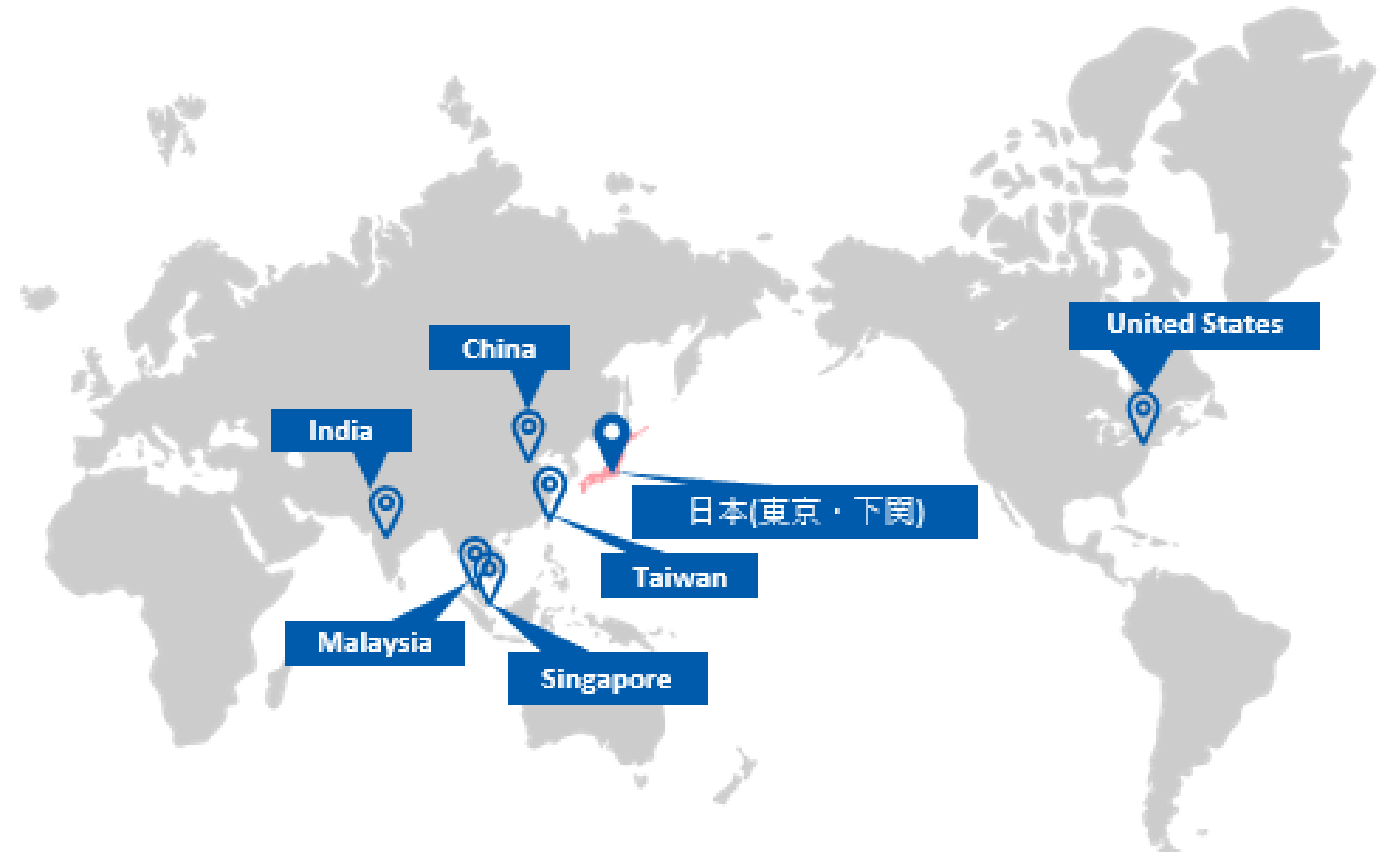 United States
China
India
日本(東京・下関)
Taiwan
Malaysia
Singapore